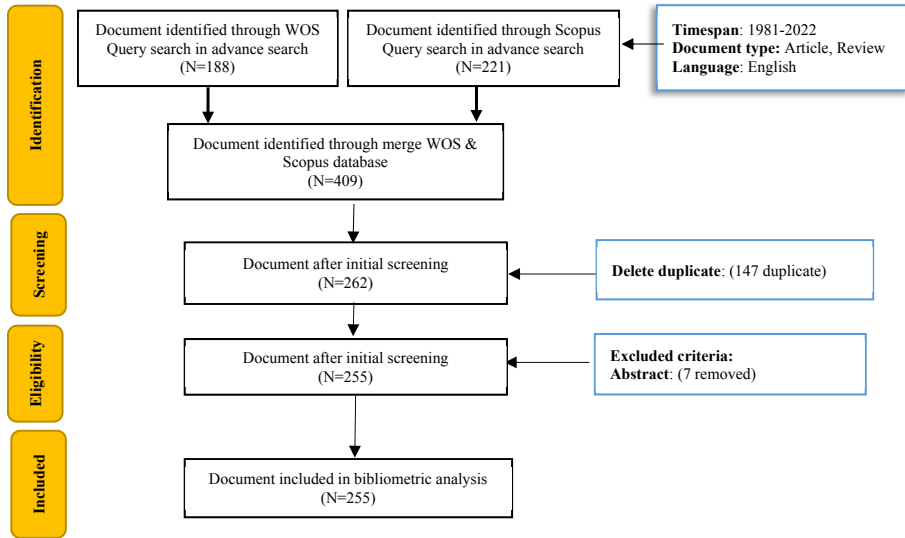 Document identified through WOS
Query search in advance search
(N=188)
Document identified through Scopus
Query search in advance search
(N=221)
Timespan: 1981-2022
Document type: Article, Review
Language: English
Identification
Document identified through merge WOS &
Scopus database
(N=409)
Screening
Document after initial screening
(N=262)
Delete duplicate: (147 duplicate)
Eligibility
Document after initial screening
(N=255)
Excluded criteria:
Abstract: (7 removed)
Included
Document included in bibliometric analysis
(N=255)